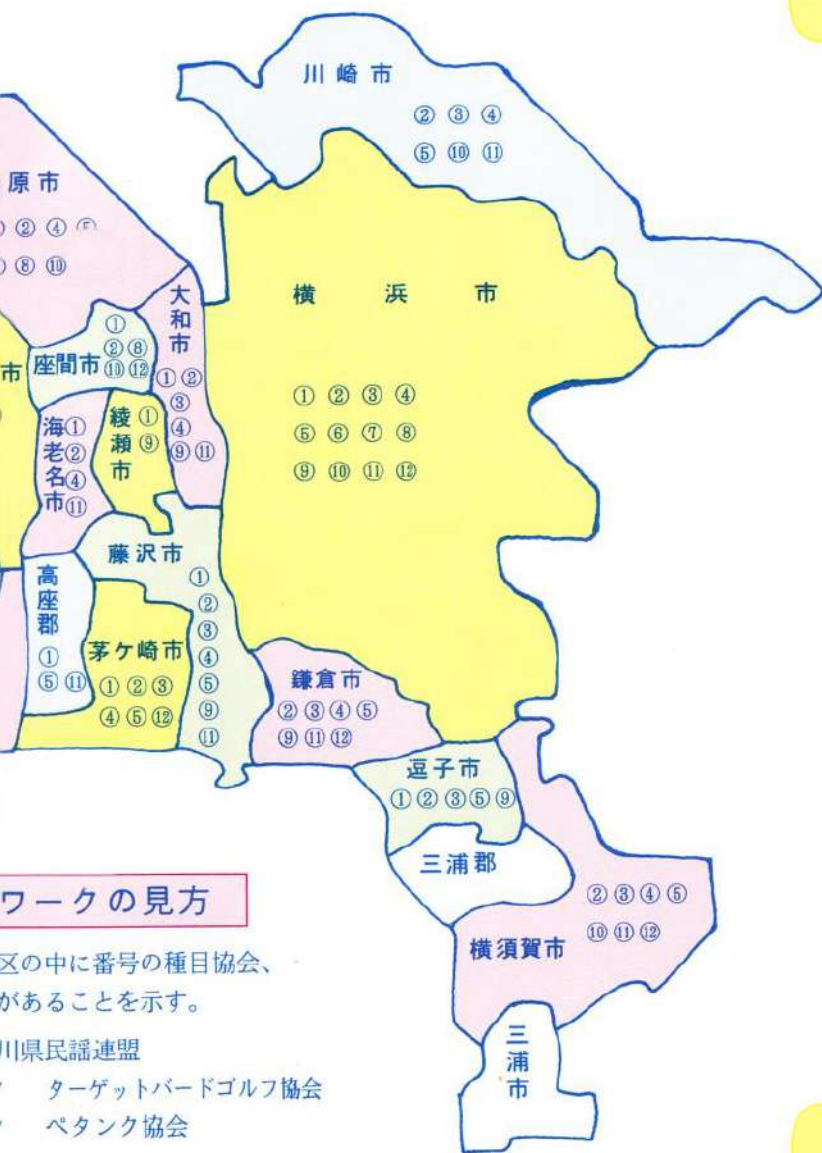 川崎市
② ③ ④
⑤ ⑩ ⑪
原市
② ④ ⑤
⑧ ⑩
横浜市
① ② ③ ④
⑤ ⑥ ⑦ ⑧
⑨ ⑩ ⑪ ⑫
大和市
① ②
③
④
⑨ ⑪
座間市
①
② ⑧
⑩ ⑫
市
海老名市
①
②
④
⑪
綾瀬市
①
⑨
藤沢市
①
②
③
④
⑤
⑨
⑪
高座郡
①
⑤ ⑪
茅ケ崎市
① ② ③
④ ⑤ ⑫
鎌倉市
② ③ ④ ⑤
⑨ ⑪ ⑫
逗子市
① ② ③ ⑤ ⑨
三浦郡
横須賀市
② ③ ④ ⑤
⑩ ⑪ ⑫
三浦市
ワークの見方
区の中に番号の種目協会、
があることを示す。
川県民謡連盟
ターゲットバードゴルフ協会
ペタンク協会